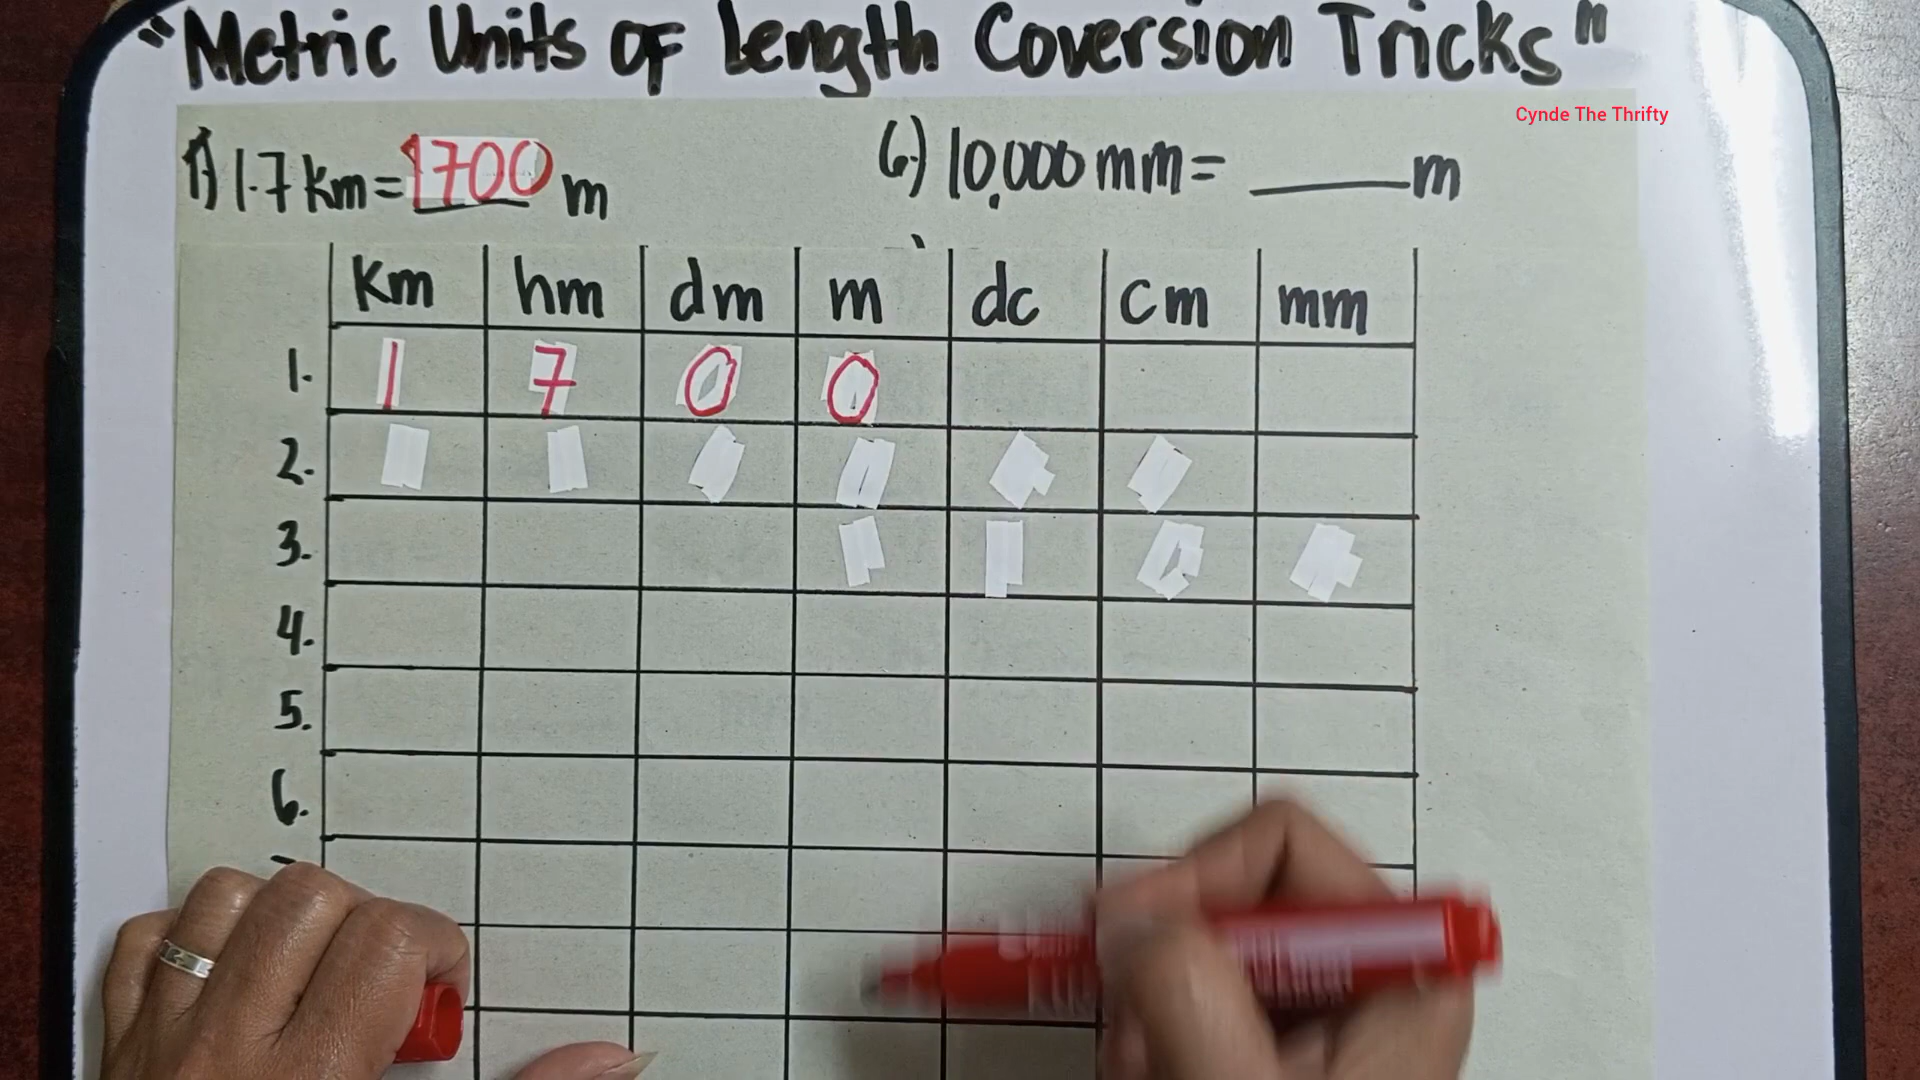 "Metric Units of Length Coversion Tricks"
Cynde The Thrifty
1.) 1.7 km = 1700 m
6.) 10,000 mm = ____ m
Km hm dm m dc cm mm
1. 1 7 0 0
2.
3.
4.
5.
6.